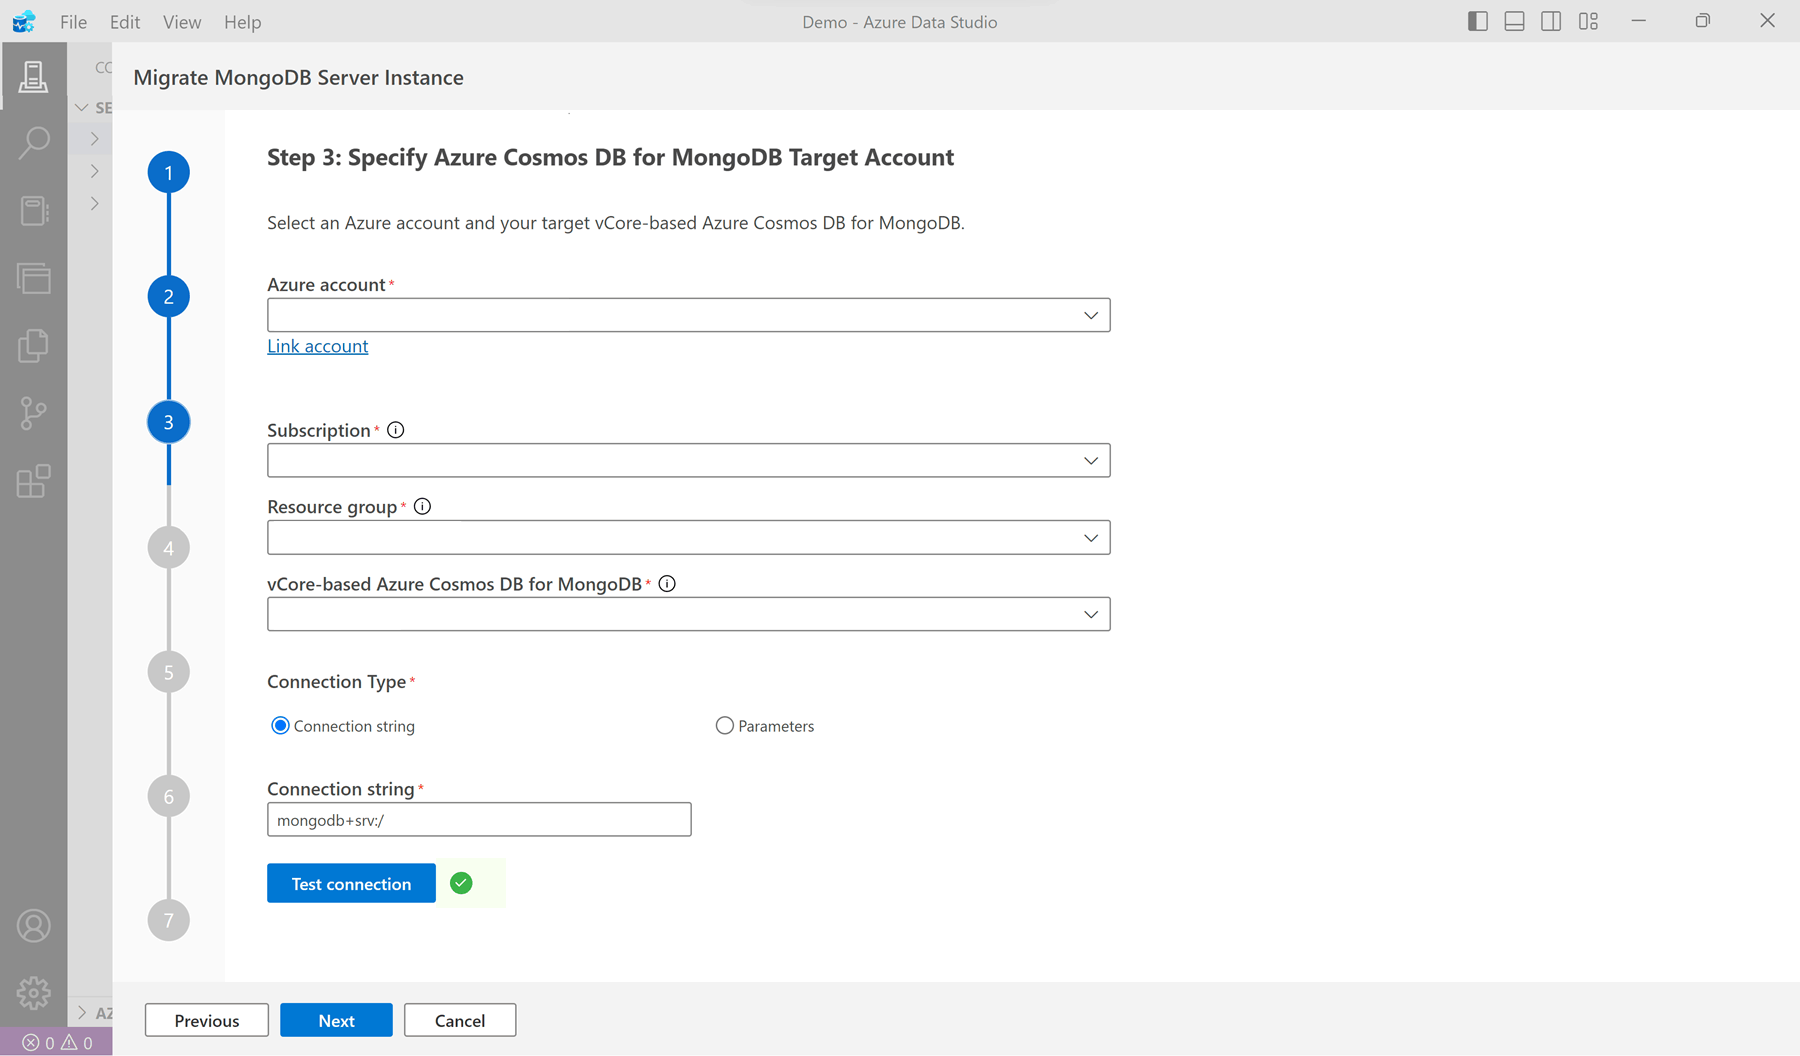 File Edit View Help
Demo - Azure Data Studio
CO
Migrate MongoDB Server Instance
SE
1
Step 3: Specify Azure Cosmos DB for MongoDB Target Account
Select an Azure account and your target vCore-based Azure Cosmos DB for MongoDB.
2
Azure account*
Link account
3
Subscription*
Resource group*
4
vCore-based Azure Cosmos DB for MongoDB*
5
Connection Type*
Connection string Parameters
6
Connection string*
mongodb+srv:/
Test connection
7
AZ
Previous Next Cancel
0 0